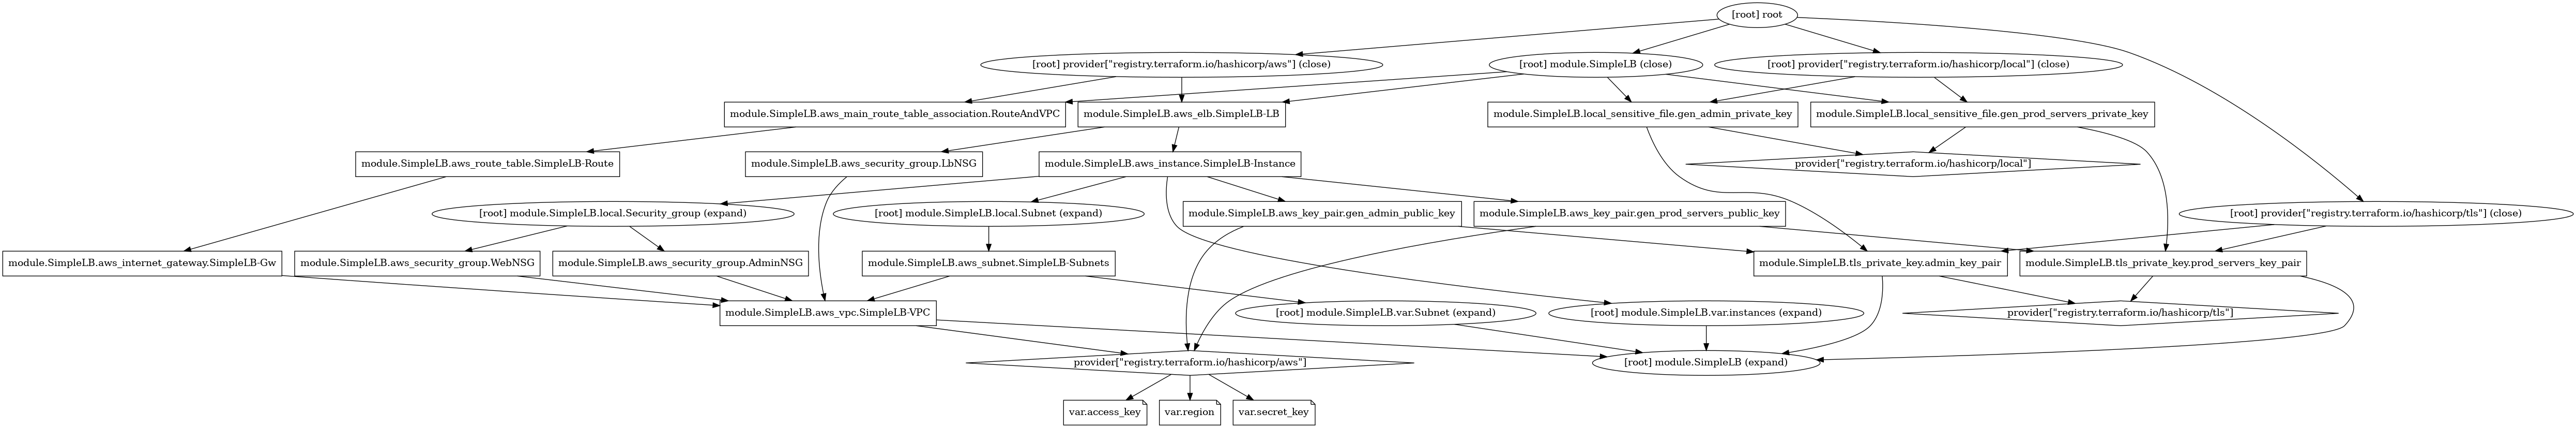 [root] root
[root] provider["registry.terraform.io/hashicorp/aws"] (close)
[root] module.SimpleLB (close)
[root] provider["registry.terraform.io/hashicorp/local"] (close)
module.SimpleLB.aws_main_route_table_association.RouteAndVPC
module.SimpleLB.aws_elb.SimpleLB-LB
module.SimpleLB.local_sensitive_file.gen_admin_private_key
module.SimpleLB.local_sensitive_file.gen_prod_servers_private_key
module.SimpleLB.aws_route_table.SimpleLB-Route
module.SimpleLB.aws_security_group.LbNSG
module.SimpleLB.aws_instance.SimpleLB-Instance
provider["registry.terraform.io/hashicorp/local"]
[root] module.SimpleLB.local.Security_group (expand)
[root] module.SimpleLB.local.Subnet (expand)
module.SimpleLB.aws_key_pair.gen_admin_public_key
module.SimpleLB.aws_key_pair.gen_prod_servers_public_key
[root] provider["registry.terraform.io/hashicorp/tls"] (close)
module.SimpleLB.aws_internet_gateway.SimpleLB-Gw
module.SimpleLB.aws_security_group.WebNSG
module.SimpleLB.aws_security_group.AdminNSG
module.SimpleLB.aws_subnet.SimpleLB-Subnets
module.SimpleLB.tls_private_key.admin_key_pair
module.SimpleLB.tls_private_key.prod_servers_key_pair
module.SimpleLB.aws_vpc.SimpleLB-VPC
[root] module.SimpleLB.var.Subnet (expand)
[root] module.SimpleLB.var.instances (expand)
provider["registry.terraform.io/hashicorp/tls"]
provider["registry.terraform.io/hashicorp/aws"]
[root] module.SimpleLB (expand)
var.access_key
var.region
var.secret_key